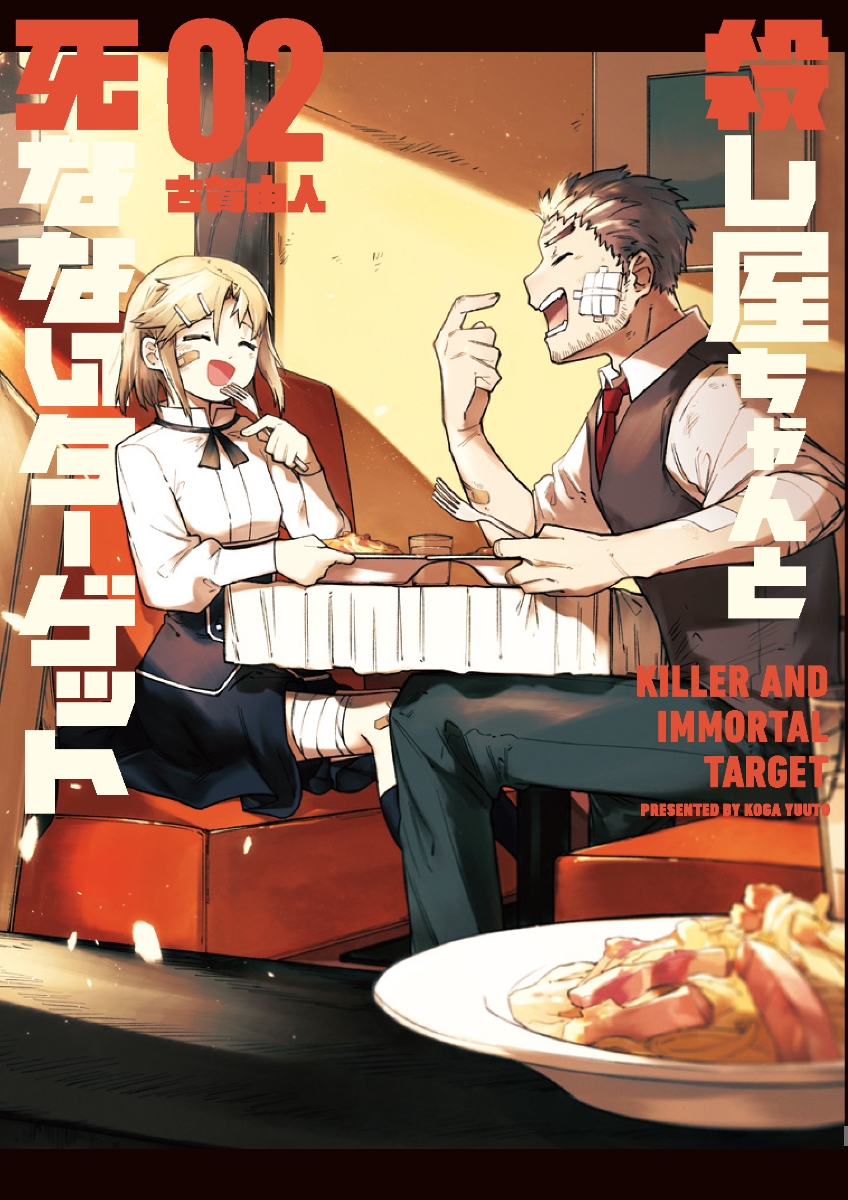 殺し屋ちゃんと
死なないターゲット
02
古賀由人
KILLER AND
IMMORTAL
TARGET
PRESENTED BY KOGA YUUTO